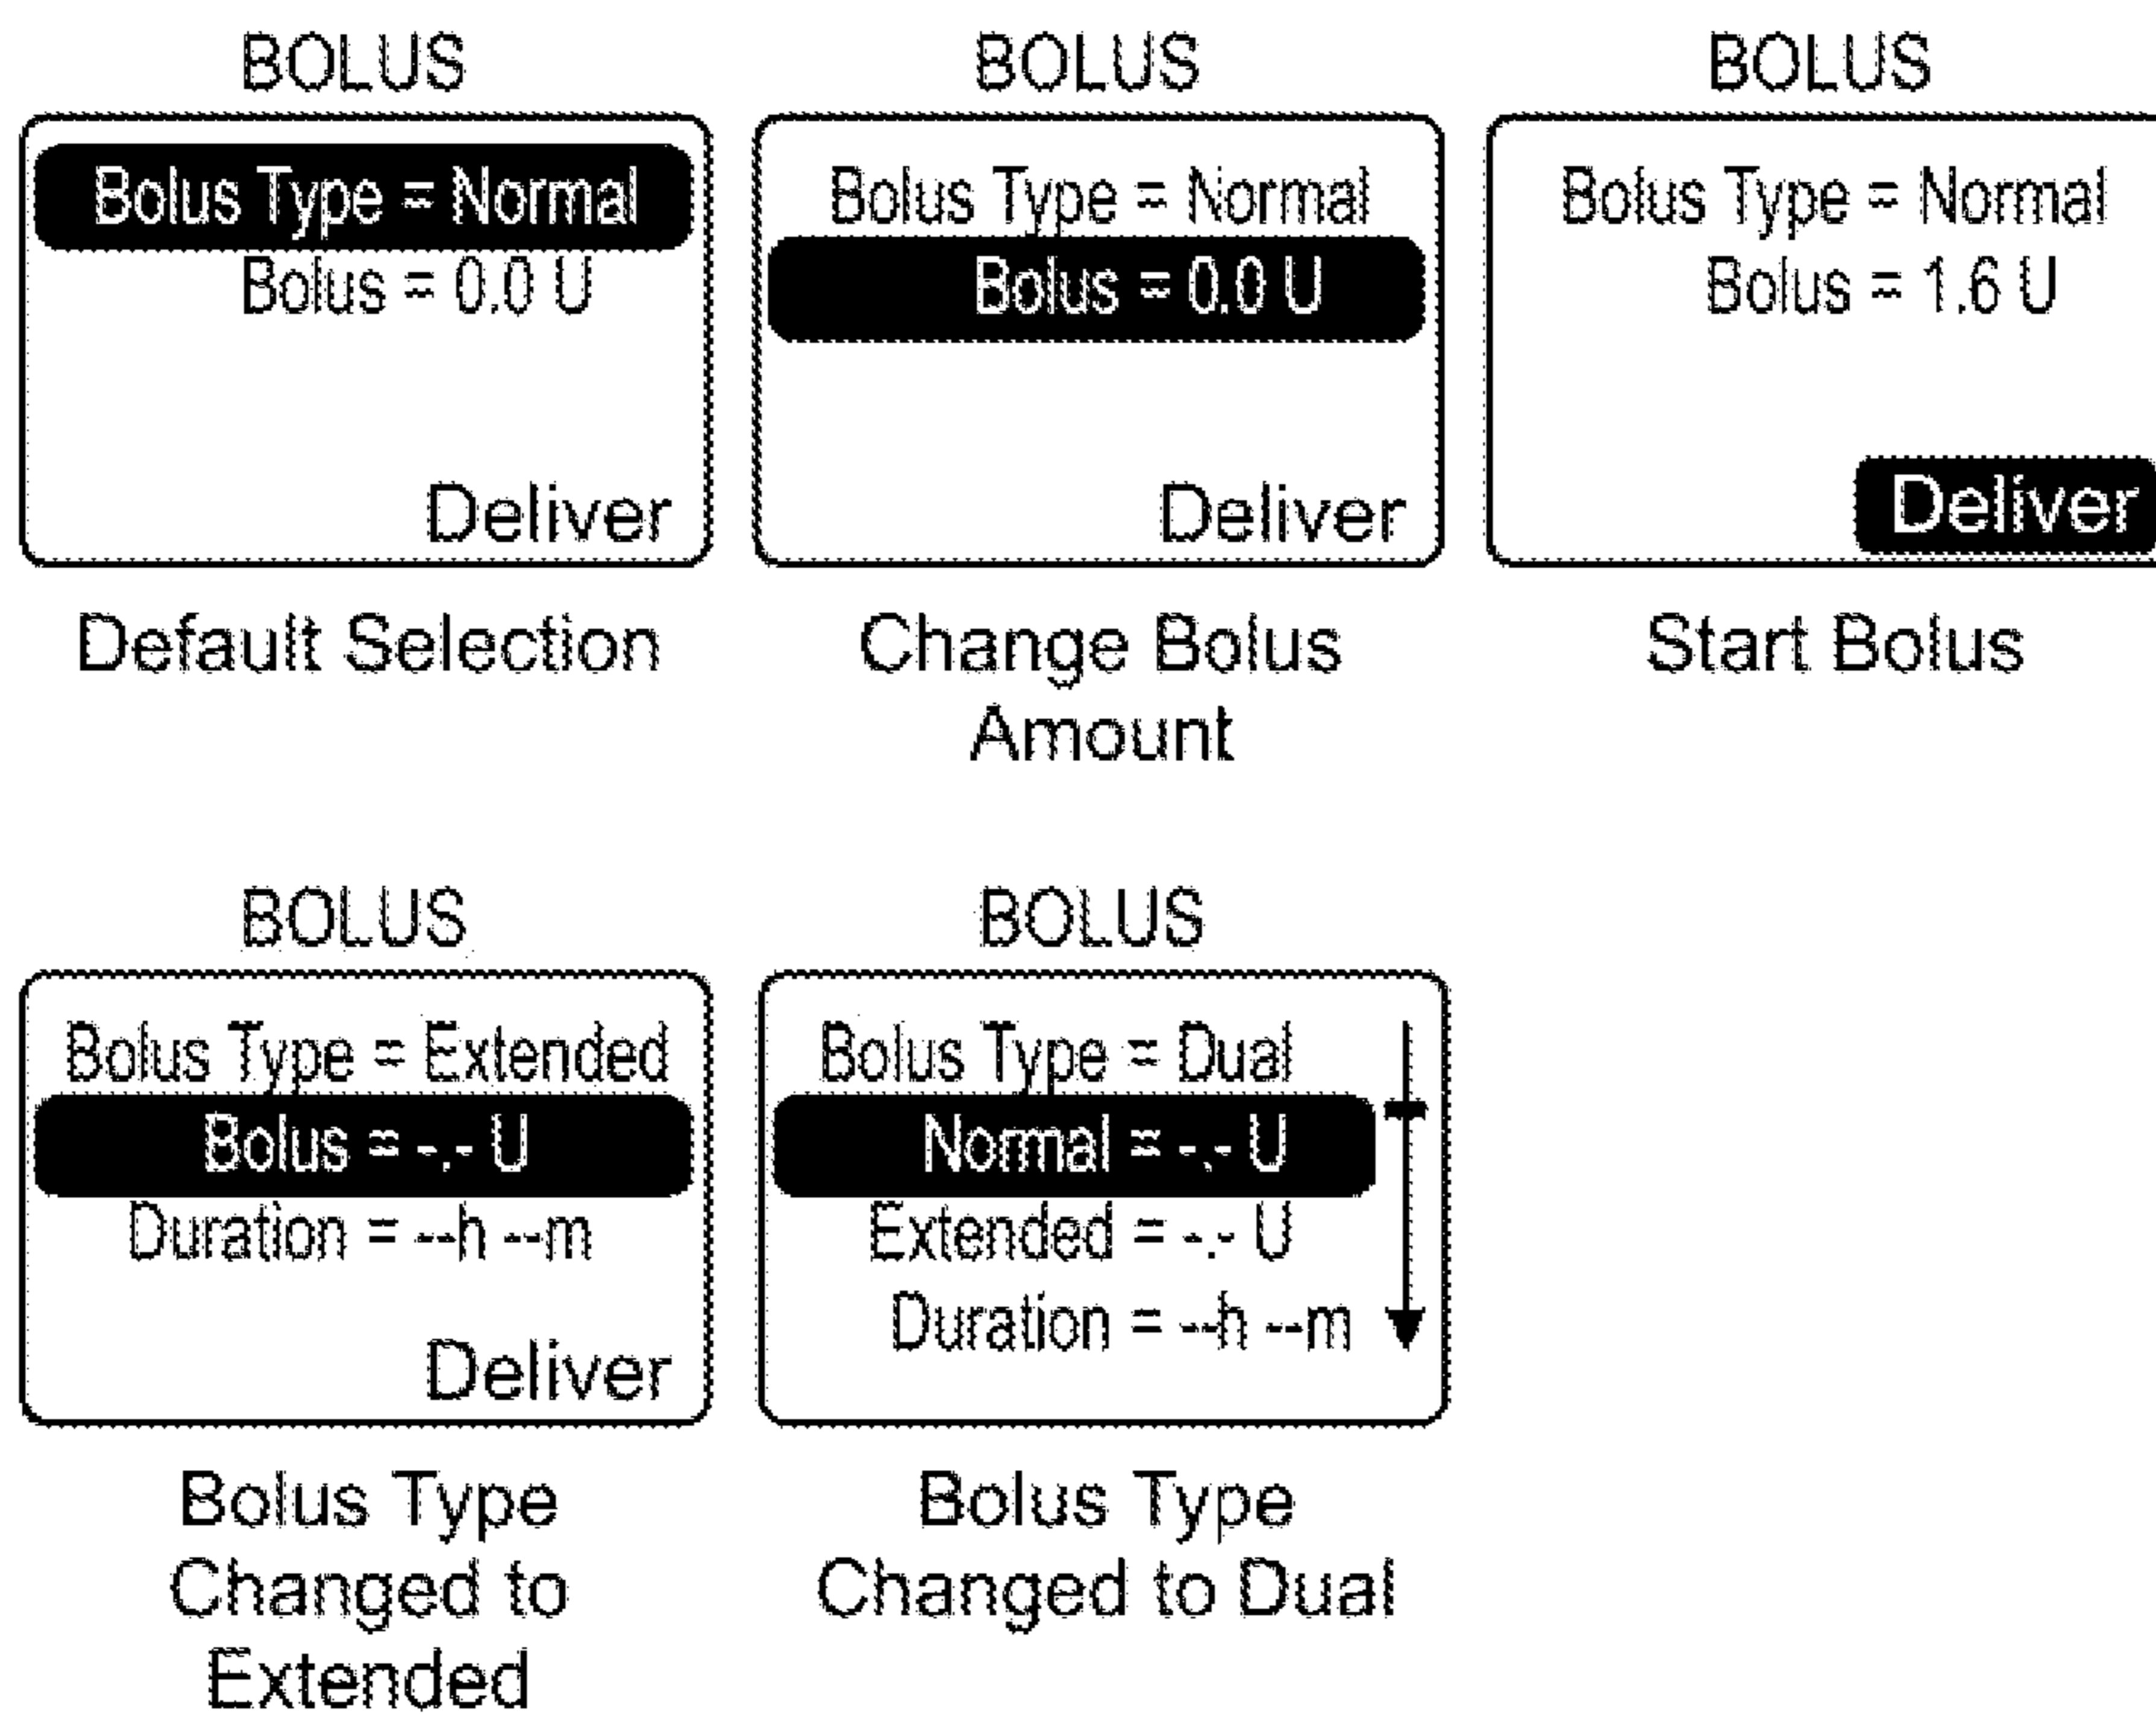 BOLUS
Bolus Type = Normal
Bolus = 0.0 U
Deliver
Default Selection
BOLUS
Bolus Type = Normal
Bolus = 0.0 U
Deliver
Change Bolus
Amount
BOLUS
Bolus Type = Normal
Bolus = 1.6 U
Deliver
Start Bolus
BOLUS
Bolus Type = Extended
Bolus = -.- U
Duration = --h --m
Deliver
Bolus Type
Changed to
Extended
BOLUS
Bolus Type = Dual
Normal = -.- U
Extended = -.- U
Duration = --h --m
Bolus Type
Changed to Dual